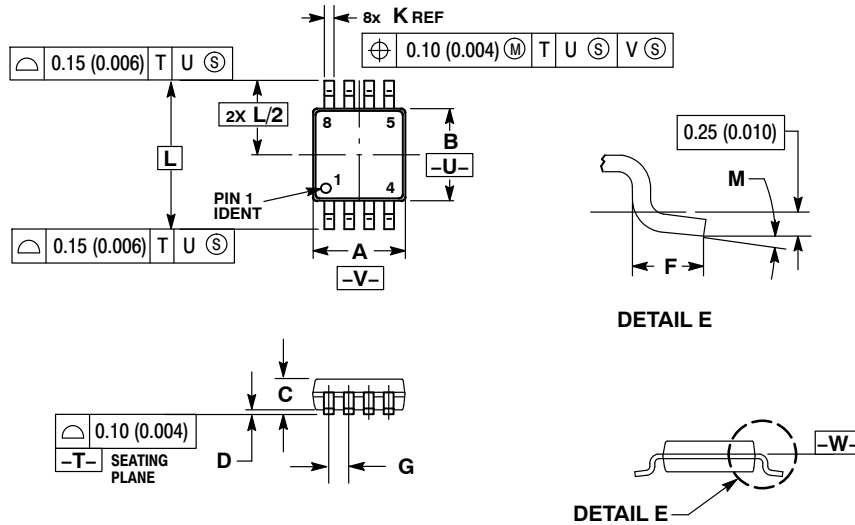 8x K REF
⌓ 0.15 (0.006) T U Ⓢ
⌖ 0.10 (0.004) Ⓜ T U Ⓢ V Ⓢ
2X L/2
8 5
B
-U-
L
PIN 1
IDENT
1
4
⌓ 0.15 (0.006) T U Ⓢ
A
-V-
0.25 (0.010)
M
F
DETAIL E
C
⌓ 0.10 (0.004)
-T- SEATING
PLANE
D
G
-W-
DETAIL E